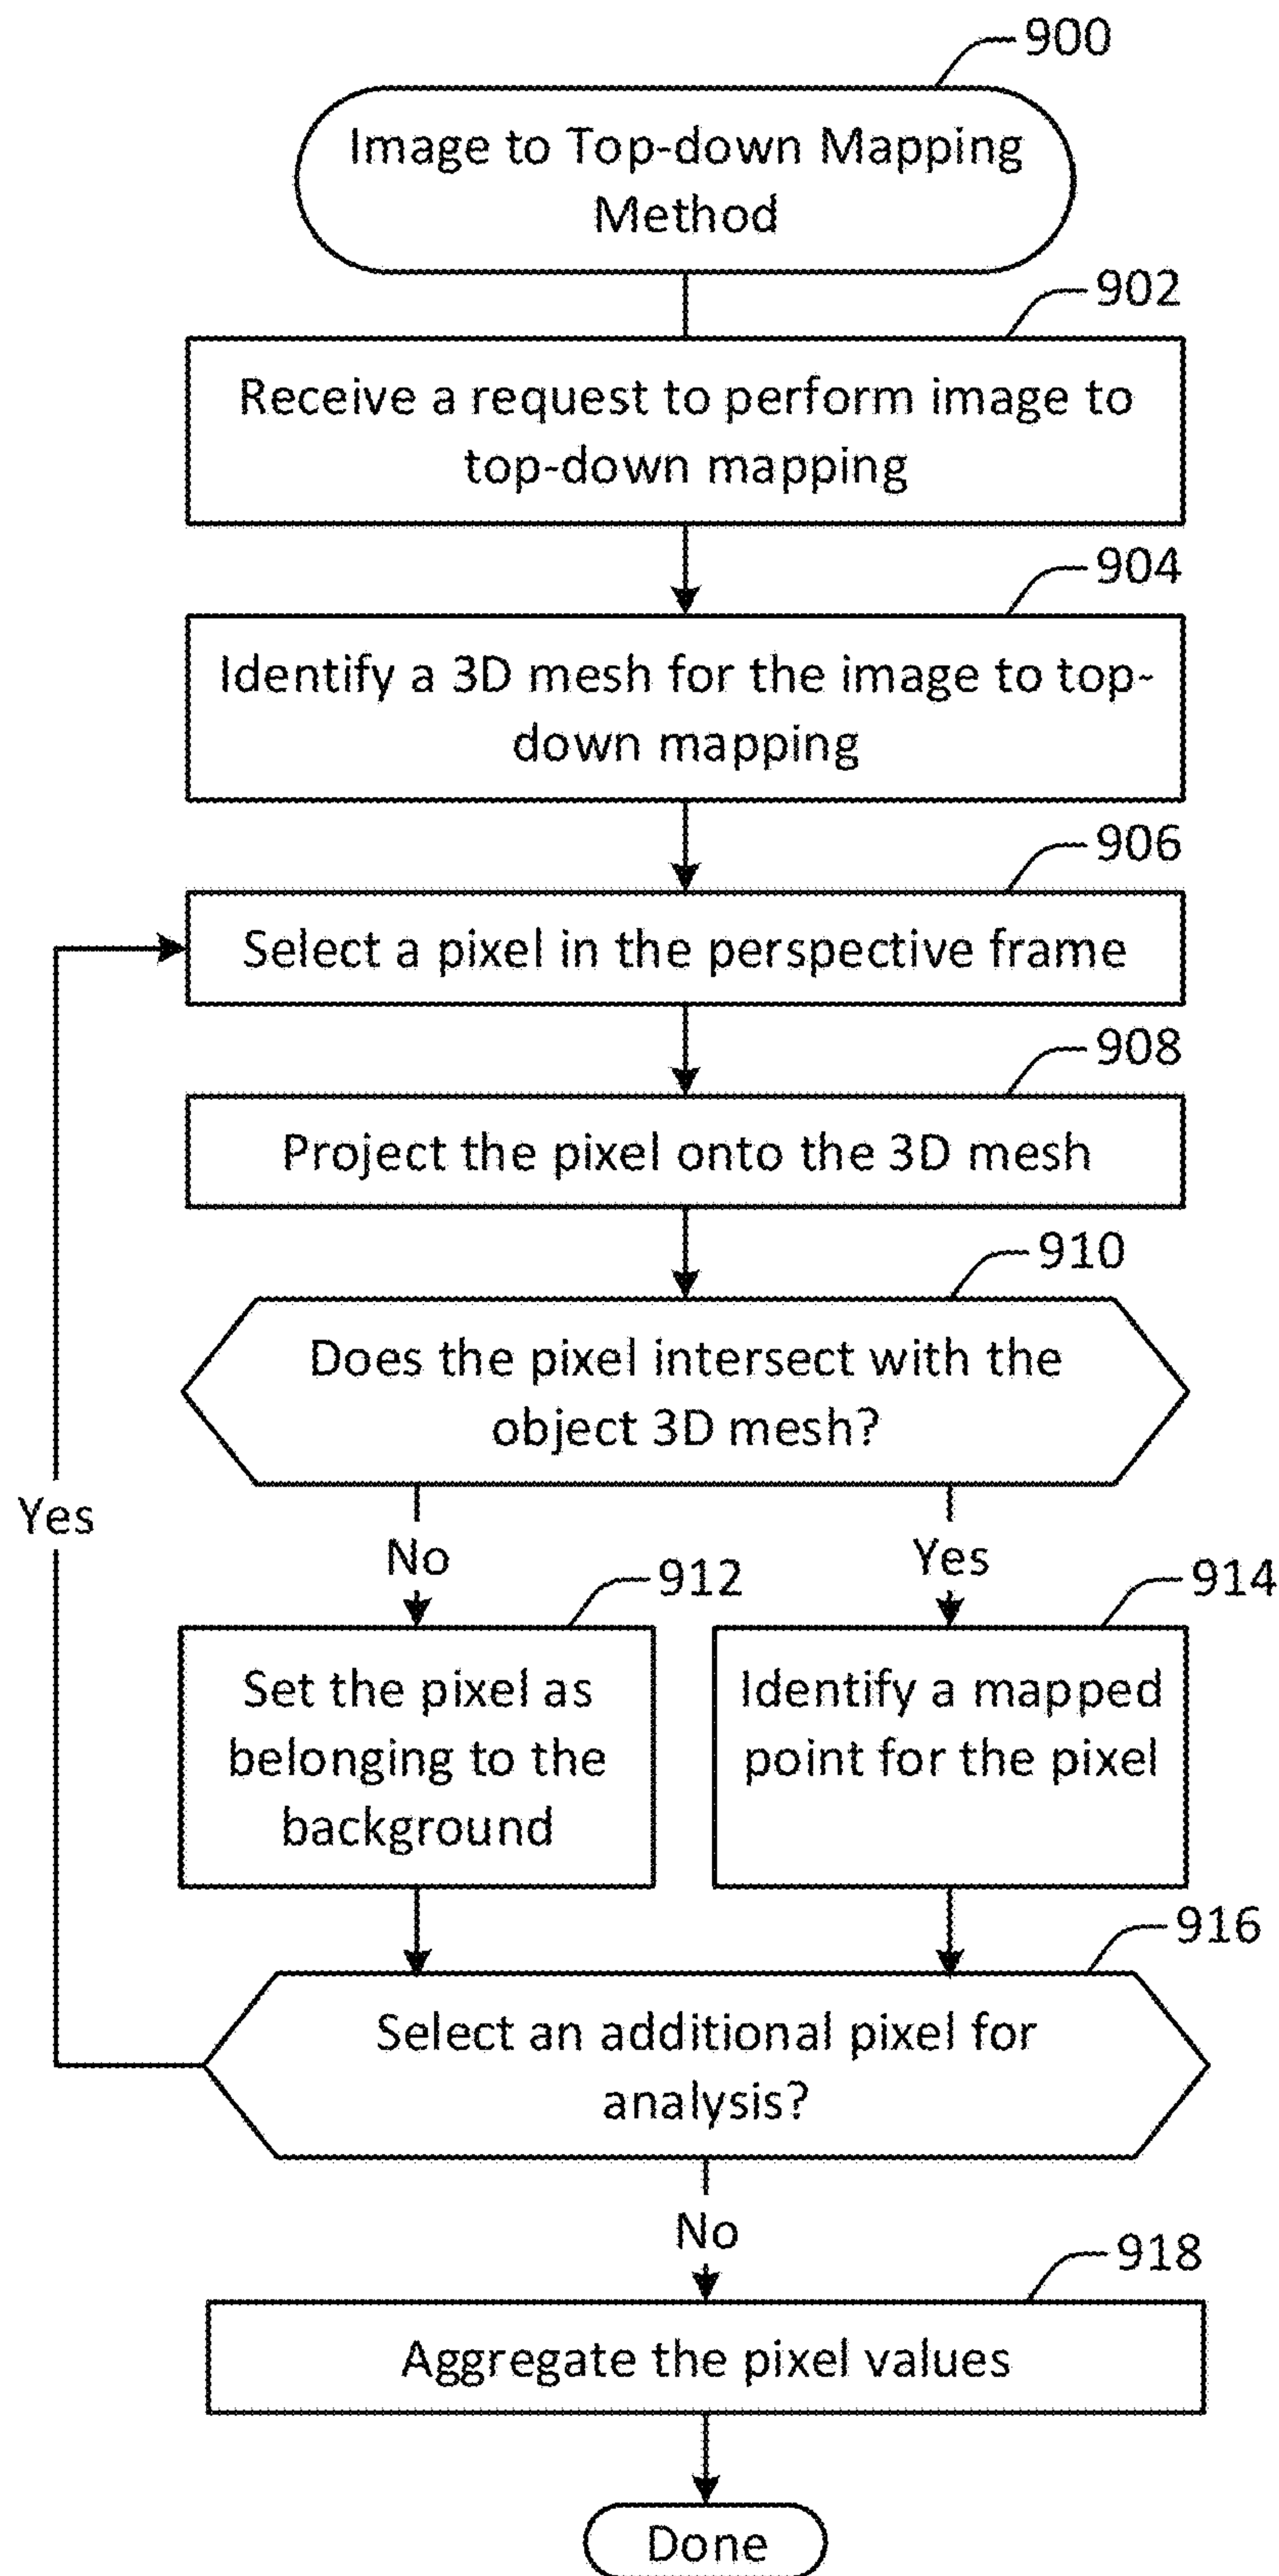 900
Image to Top-down Mapping
Method
902
Receive a request to perform image to
top-down mapping
904
Identify a 3D mesh for the image to top-
down mapping
906
Select a pixel in the perspective frame
908
Project the pixel onto the 3D mesh
910
Does the pixel intersect with the
object 3D mesh?
Yes
No
Yes
912
914
Set the pixel as
belonging to the
background
Identify a mapped
point for the pixel
916
Select an additional pixel for
analysis?
No
918
Aggregate the pixel values
Done